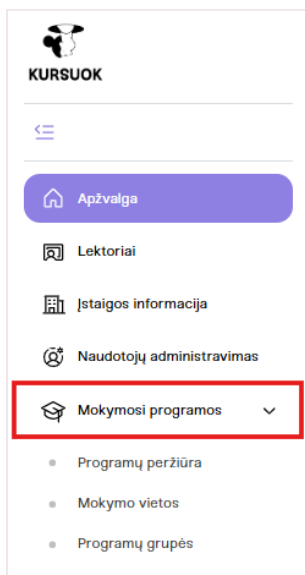 KURSUOK
Apžvalga
Lektoriai
Įstaigos informacija
Naudotojų administravimas
Mokymosi programos
Programų peržiūra
Mokymo vietos
Programų grupės